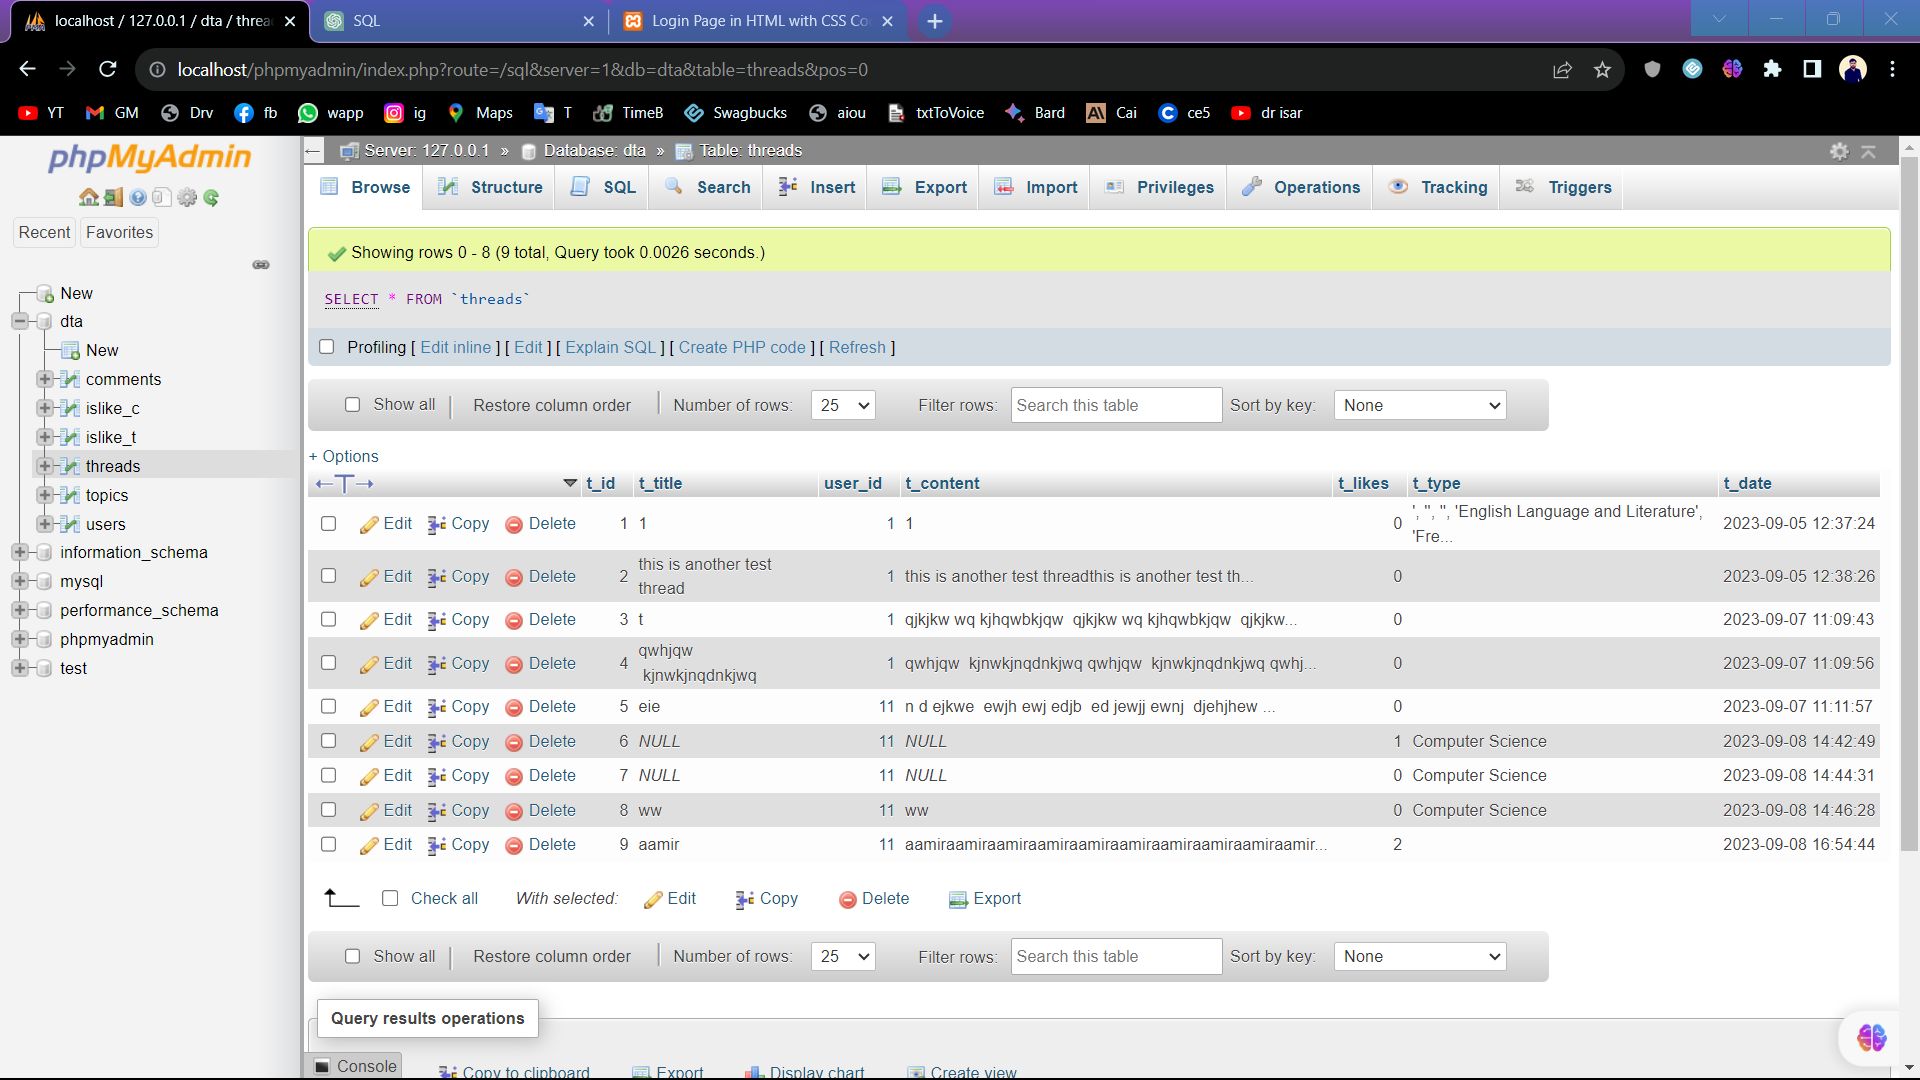 localhost / 127.0.0.1 / dta / threa
SQL
Login Page in HTML with CSS Co
localhost/phpmyadmin/index.php?route=/sql&server=1&db=dta&table=threads&pos=0
YT GM Drv fb wapp ig Maps T TimeB Swagbucks aiou txtToVoice Bard Cai ce5 dr isar
phpMyAdmin
Recent Favorites
New
dta
New
comments
islike_c
islike_t
threads
topics
users
information_schema
mysql
performance_schema
phpmyadmin
test
Server: 127.0.0.1 » Database: dta » Table: threads
Browse Structure SQL Search Insert Export Import Privileges Operations Tracking Triggers
Showing rows 0 - 8 (9 total, Query took 0.0026 seconds.)
SELECT * FROM `threads`
Profiling [ Edit inline ] [ Edit ] [ Explain SQL ] [ Create PHP code ] [ Refresh ]
Show all | Restore column order | Number of rows: 25 Filter rows: Search this table Sort by key: None
+ Options
←T→ t_id t_title user_id t_content t_likes t_type t_date
Edit Copy Delete 1 1 1 1 0 ', '', '', 'English Language and Literature', 'Fre... 2023-09-05 12:37:24
Edit Copy Delete 2 this is another test thread 1 this is another test threadthis is another test th... 0 2023-09-05 12:38:26
Edit Copy Delete 3 t 1 qjkjkw wq kjhqwbkjqw qjkjkw wq kjhqwbkjqw qjkjkw... 0 2023-09-07 11:09:43
Edit Copy Delete 4 qwhjqw kjnwkjnqdnkjwq 1 qwhjqw kjnwkjnqdnkjwq qwhjqw kjnwkjnqdnkjwq qwhj... 0 2023-09-07 11:09:56
Edit Copy Delete 5 eie 11 n d ejkwe ewjh ewj edjb ed jewjj ewnj djehjhew ... 0 2023-09-07 11:11:57
Edit Copy Delete 6 NULL 11 NULL 1 Computer Science 2023-09-08 14:42:49
Edit Copy Delete 7 NULL 11 NULL 0 Computer Science 2023-09-08 14:44:31
Edit Copy Delete 8 ww 11 ww 0 Computer Science 2023-09-08 14:46:28
Edit Copy Delete 9 aamir 11 aamiraamiraamiraamiraamiraamiraamiraamiraamiraamir... 2 2023-09-08 16:54:44
Check all With selected: Edit Copy Delete Export
Show all | Restore column order | Number of rows: 25 Filter rows: Search this table Sort by key: None
Query results operations
Console Copy to clipboard Export Display chart Create view